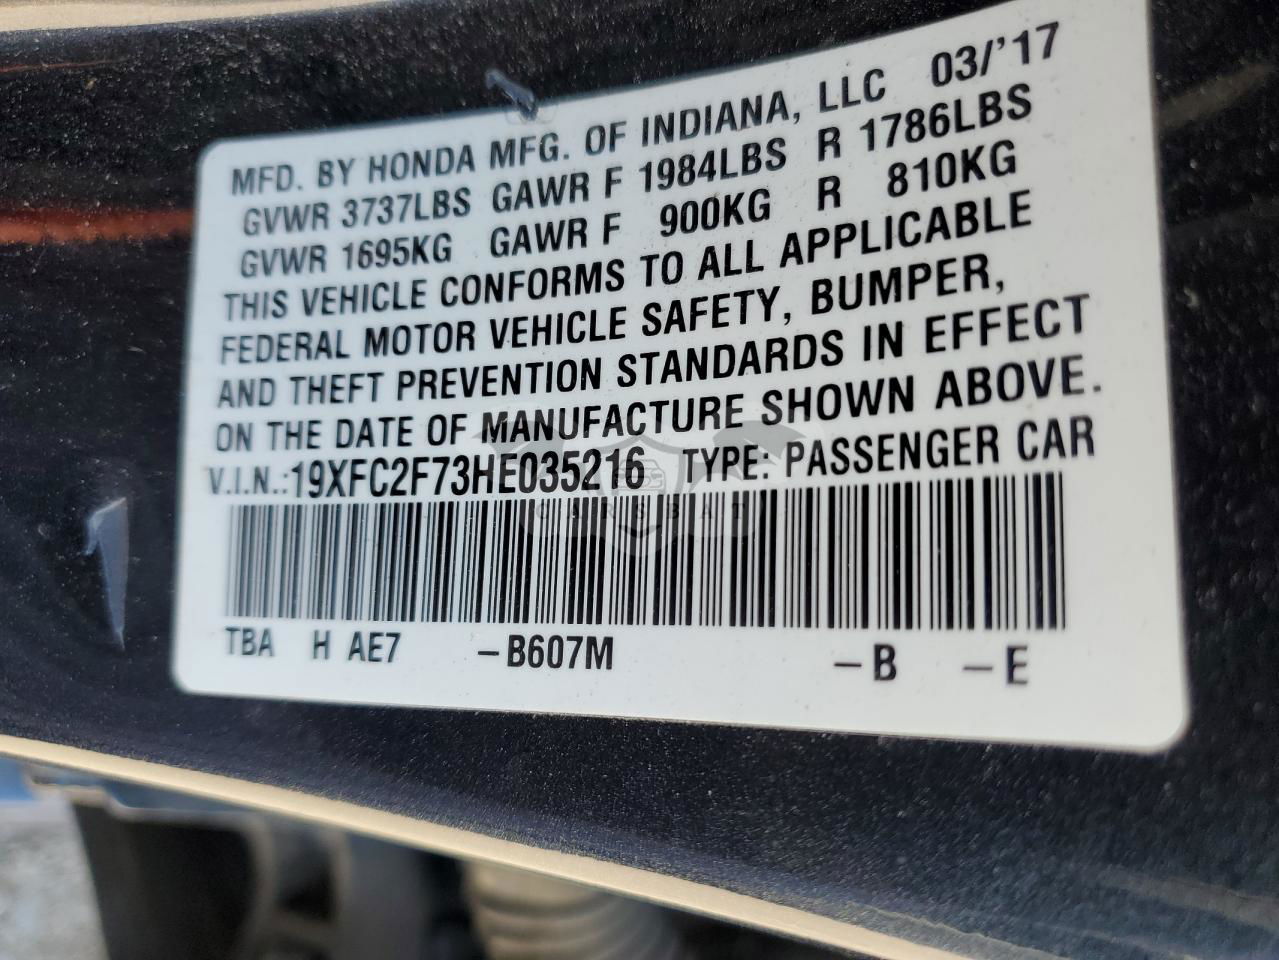 MFD. BY HONDA MFG. OF INDIANA, LLC 03/'17
GVWR 3737LBS GAWR F 1984LBS R 1786LBS
GVWR 1695KG GAWR F 900KG R 810KG
THIS VEHICLE CONFORMS TO ALL APPLICABLE
FEDERAL MOTOR VEHICLE SAFETY, BUMPER,
AND THEFT PREVENTION STANDARDS IN EFFECT
ON THE DATE OF MANUFACTURE SHOWN ABOVE.
V.I.N.:19XFC2F73HE035216 TYPE: PASSENGER CAR
CARSBAT
TBA H AE7 -B607M -B -E